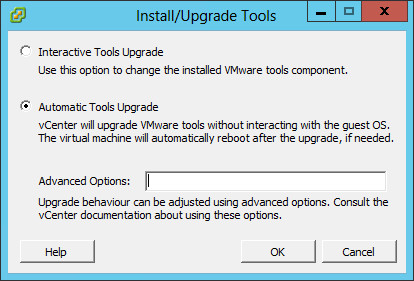 Install/Upgrade Tools
Interactive Tools Upgrade
Use this option to change the installed VMware tools component.
Automatic Tools Upgrade
vCenter will upgrade VMware tools without interacting with the guest OS.
The virtual machine will automatically reboot after the upgrade, if needed.
Advanced Options:
Upgrade behaviour can be adjusted using advanced options. Consult the
vCenter documentation about using these options.
Help OK Cancel